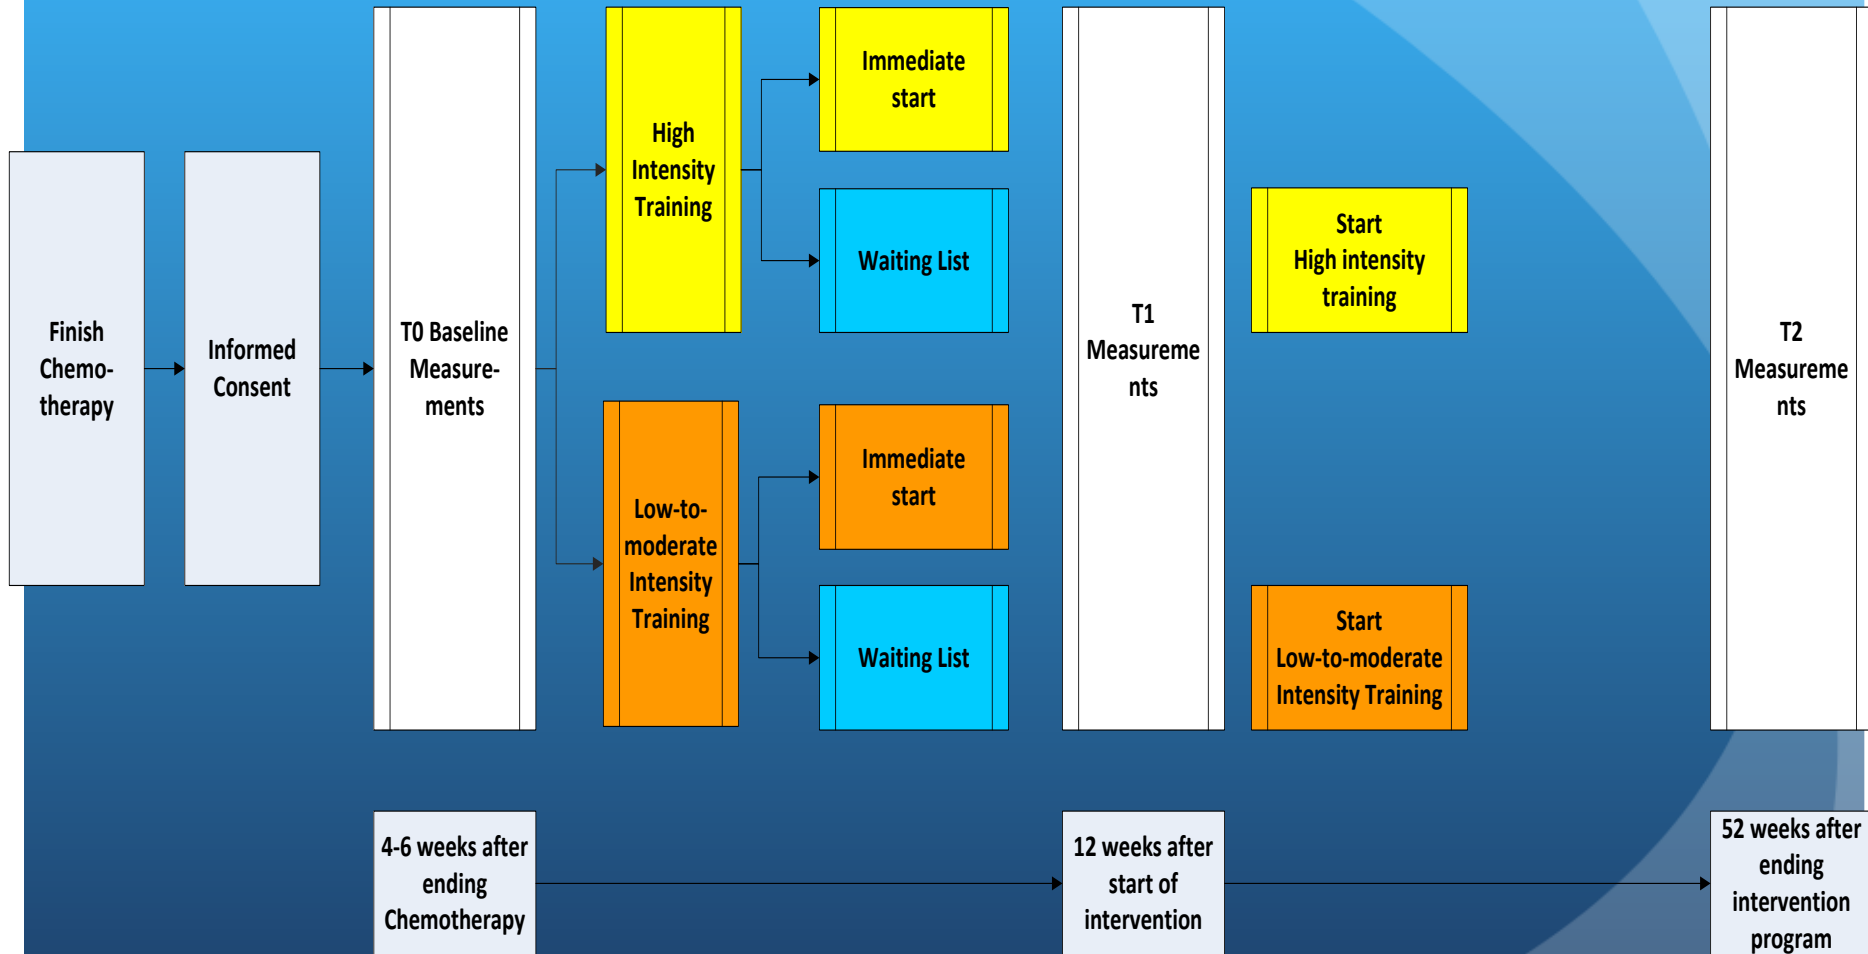 Finish
Chemo-
therapy
Informed
Consent
T0 Baseline
Measure-
ments
High
Intensity
Training
Low-to-
moderate
Intensity
Training
Immediate
start
Waiting List
Immediate
start
Waiting List
T1
Measureme
nts
Start
High intensity
training
Start
Low-to-moderate
Intensity Training
T2
Measureme
nts
4-6 weeks after
ending
Chemotherapy
12 weeks after
start of
intervention
52 weeks after
ending
intervention
program